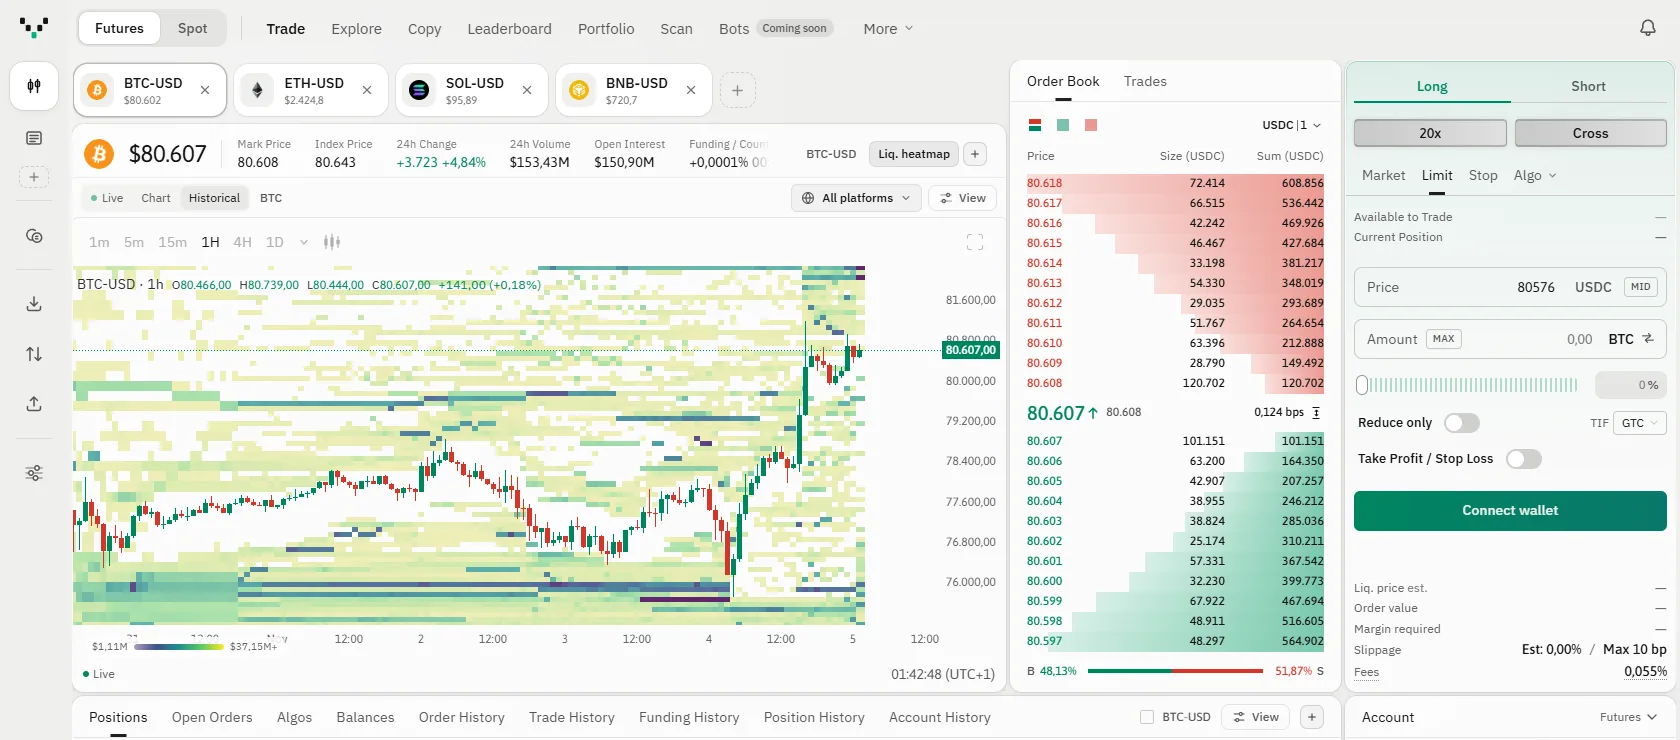 Futures Spot Trade Explore Copy Leaderboard Portfolio Scan Bots Coming soon More
BTC-USD
$80.602
ETH-USD
$2.424,8
SOL-USD
$95,89
BNB-USD
$720,7
$80.607
Mark Price
80.608
Index Price
80.643
24h Change
+3.723 +4,84%
24h Volume
$153,43M
Open Interest
$150,90M
Funding / Coun
+0,0001% 00
BTC-USD Liq. heatmap
Live Chart Historical BTC
All platforms View
1m 5m 15m 1H 4H 1D
BTC-USD · 1h O80.466,00 H80.739,00 L80.444,00 C80.607,00 +141,00 (+0,18%)
81.600,00
80.800,00
80.607,00
80.000,00
79.200,00
78.400,00
77.600,00
76.800,00
76.000,00
31 12:00 Nov 12:00 2 12:00 3 12:00 4 12:00 5 12:00
$1,11M $37,15M+
Live 01:42:48 (UTC+1)
Order Book Trades
USDC | 1
Price Size (USDC) Sum (USDC)
80.618 72.414 608.856
80.617 66.515 536.442
80.616 42.242 469.926
80.615 46.467 427.684
80.614 33.198 381.217
80.613 54.330 348.019
80.612 29.035 293.689
80.611 51.767 264.654
80.610 63.396 212.888
80.609 28.790 149.492
80.608 120.702 120.702
80.607 80.608 0,124 bps
80.607 101.151 101.151
80.606 63.200 164.350
80.605 42.907 207.257
80.604 38.955 246.212
80.603 38.824 285.036
80.602 25.174 310.211
80.601 57.331 367.542
80.600 32.230 399.773
80.599 67.922 467.694
80.598 48.911 516.605
80.597 48.297 564.902
B 48,13% 51,87% S
Long Short
20x Cross
Market Limit Stop Algo
Available to Trade —
Current Position —
Price 80576 USDC MID
Amount MAX 0,00 BTC
0 %
Reduce only TIF GTC
Take Profit / Stop Loss
Connect wallet
Liq. price est. —
Order value —
Margin required —
Slippage Est: 0,00% / Max 10 bp
Fees 0,055%
Positions Open Orders Algos Balances Order History Trade History Funding History Position History Account History BTC-USD View
Account Futures